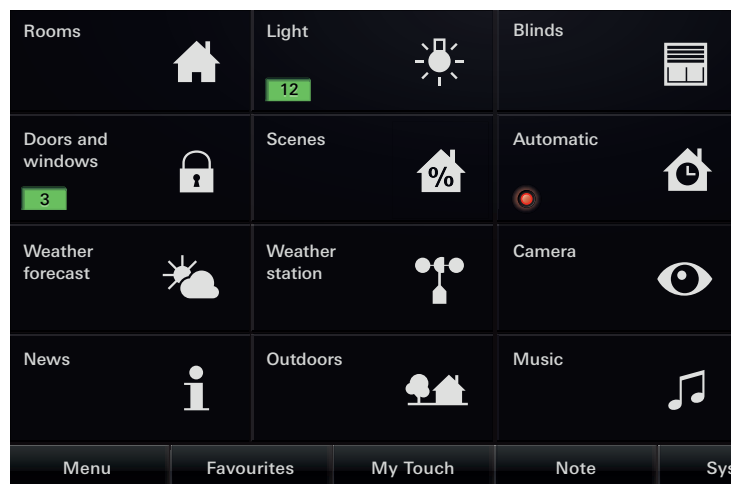 Rooms
Light
12
Blinds
Doors and
windows
3
Scenes
%
Automatic
Weather
forecast
Weather
station
Camera
News
Outdoors
Music
Menu
Favourites
My Touch
Note
Sys